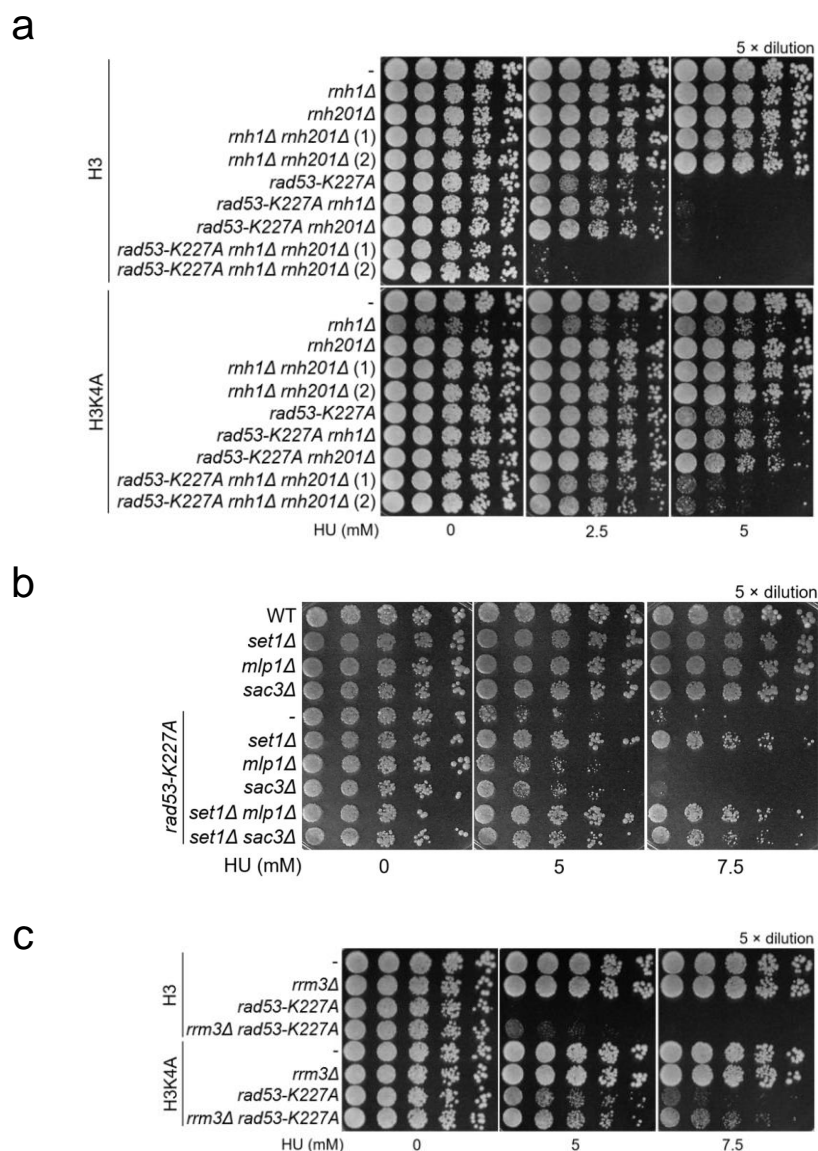 a
5 × dilution
H3
-
rnh1Δ
rnh201Δ
rnh1Δ rnh201Δ (1)
rnh1Δ rnh201Δ (2)
rad53-K227A
rad53-K227A rnh1Δ
rad53-K227A rnh201Δ
rad53-K227A rnh1Δ rnh201Δ (1)
rad53-K227A rnh1Δ rnh201Δ (2)
H3K4A
-
rnh1Δ
rnh201Δ
rnh1Δ rnh201Δ (1)
rnh1Δ rnh201Δ (2)
rad53-K227A
rad53-K227A rnh1Δ
rad53-K227A rnh201Δ
rad53-K227A rnh1Δ rnh201Δ (1)
rad53-K227A rnh1Δ rnh201Δ (2)
HU (mM) 0 2.5 5
b
5 × dilution
WT
set1Δ
mlp1Δ
sac3Δ
rad53-K227A
-
set1Δ
mlp1Δ
sac3Δ
set1Δ mlp1Δ
set1Δ sac3Δ
HU (mM) 0 5 7.5
c
5 × dilution
H3
-
rrm3Δ
rad53-K227A
rrm3Δ rad53-K227A
H3K4A
-
rrm3Δ
rad53-K227A
rrm3Δ rad53-K227A
HU (mM) 0 5 7.5